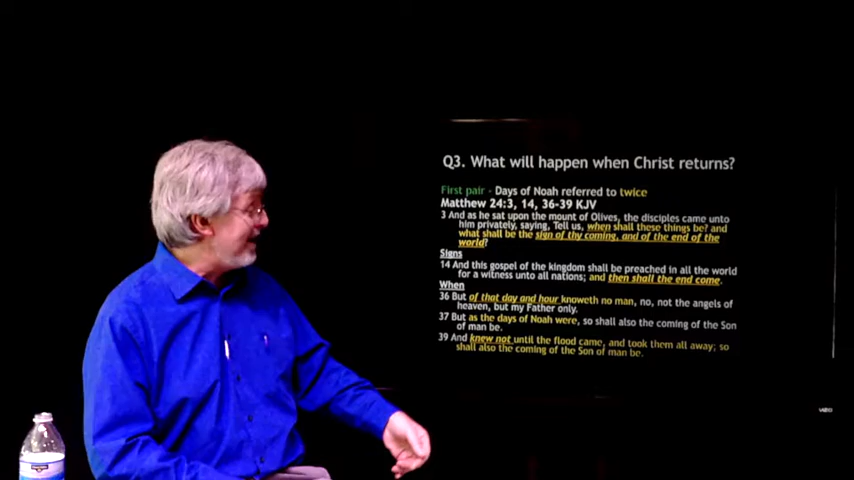 Q3. What will happen when Christ returns?
First pair - Days of Noah referred to twice
Matthew 24:3, 14, 36-39 KJV
3 And as he sat upon the mount of Olives, the disciples came unto
him privately, saying, Tell us, when shall these things be? and
what shall be the sign of thy coming, and of the end of the
world?
Signs
14 And this gospel of the kingdom shall be preached in all the world
for a witness unto all nations; and then shall the end come.
When
36 But of that day and hour knoweth no man, no, not the angels of
heaven, but my Father only.
37 But as the days of Noah were, so shall also the coming of the Son
of man be.
39 And knew not until the flood came, and took them all away; so
shall also the coming of the Son of man be.